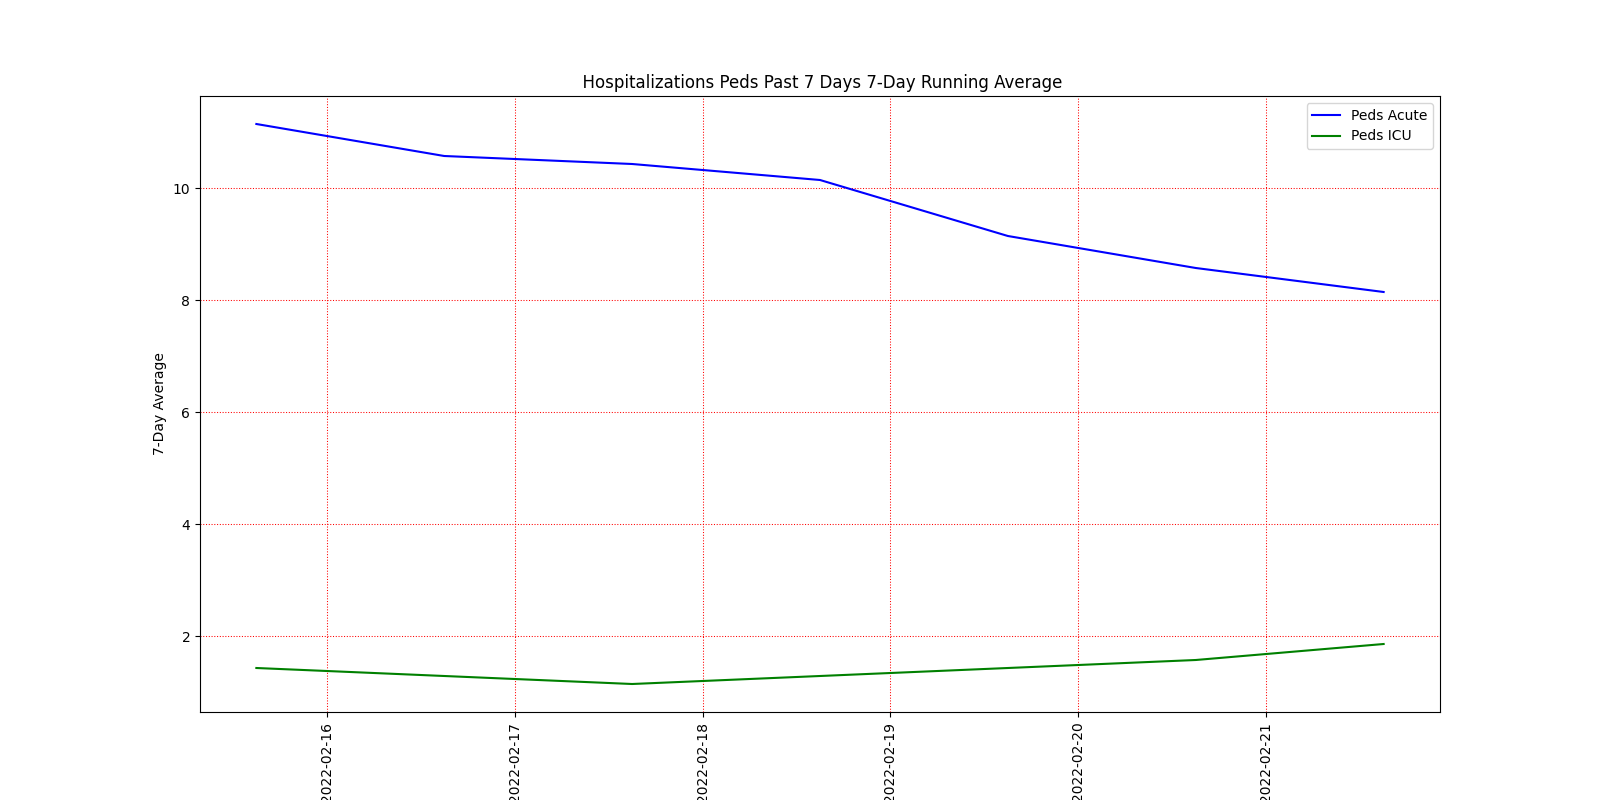 Hospitalizations Peds Past 7 Days 7-Day Running Average
Peds Acute
Peds ICU
7-Day Average
10
8
6
4
2
2022-02-16
2022-02-17
2022-02-18
2022-02-19
2022-02-20
2022-02-21